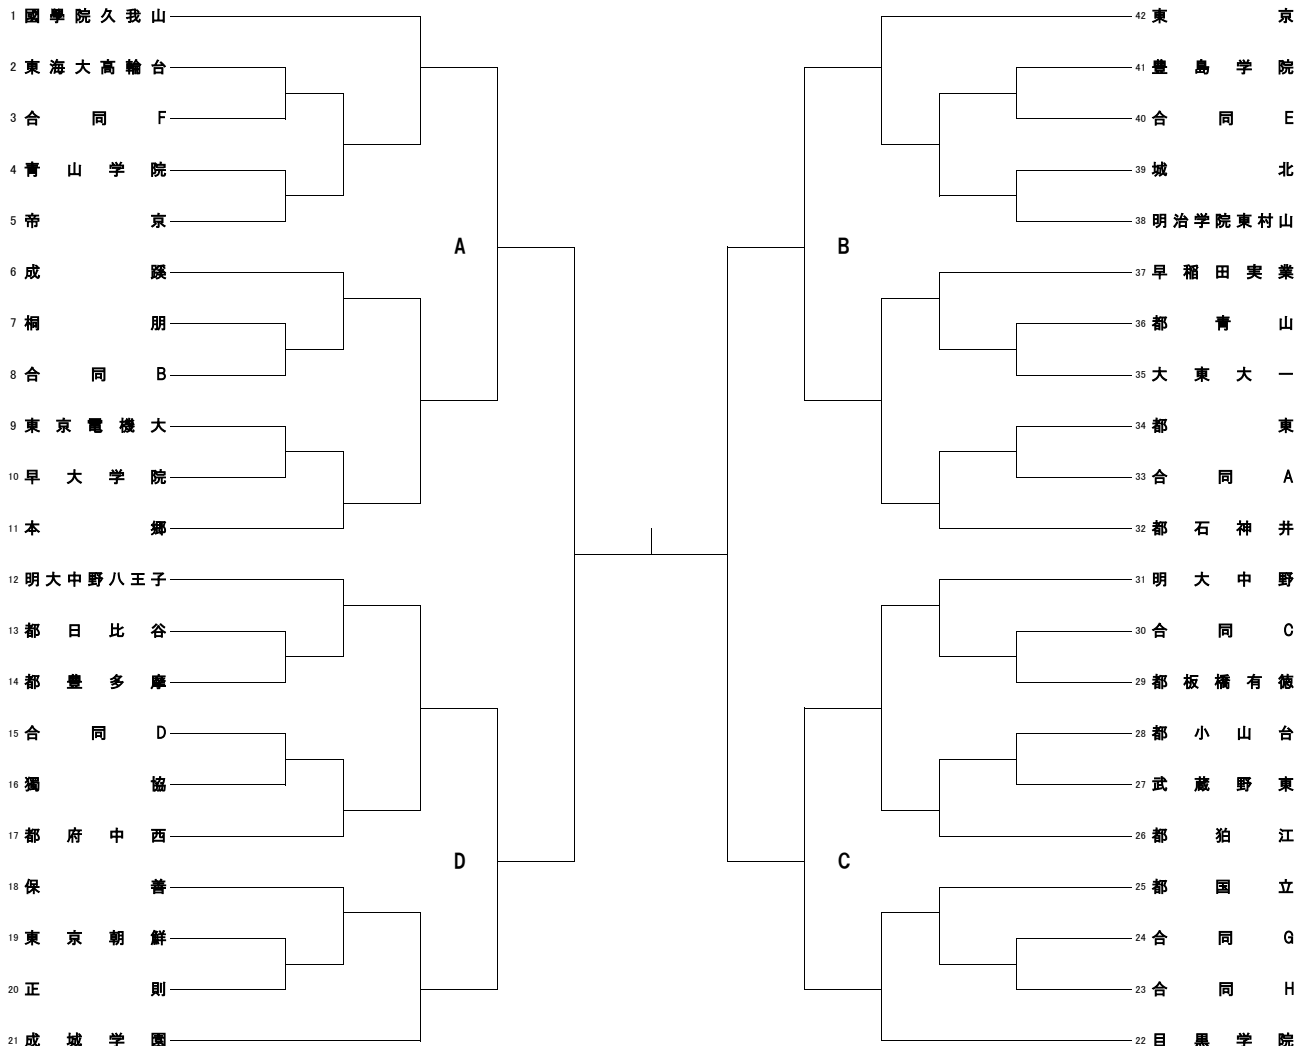 1 國學院久我山
2 東海大高輪台
3 合同F
4 青山学院
5 帝京
A
6 成蹊
7 桐朋
8 合同B
9 東京電機大
10 早大学院
11 本郷
12 明大中野八王子
13 都日比谷
14 都豊多摩
15 合同D
16 獨協
17 都府中西
D
18 保善
19 東京朝鮮
20 正則
21 成城学園
42 東京
41 豊島学院
40 合同E
39 城北
38 明治学院東村山
B
37 早稲田実業
36 都青山
35 大東大一
34 都東
33 合同A
32 都石神井
31 明大中野
30 合同C
29 都板橋有徳
28 都小山台
27 武蔵野東
26 都狛江
C
25 都国立
24 合同G
23 合同H
22 目黒学院